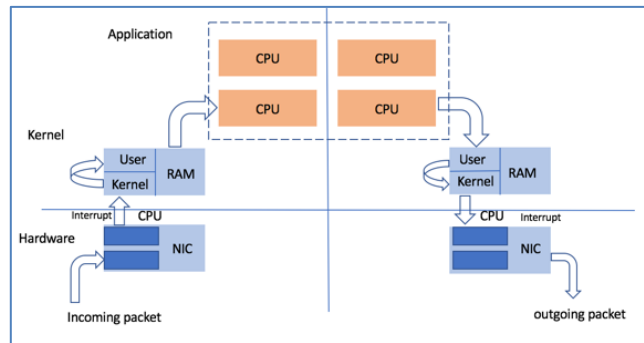 Application
CPU
CPU
CPU
CPU
Kernel
User
Kernel
RAM
User
Kernel
RAM
Interrupt
CPU
CPU
Interrupt
Hardware
NIC
NIC
Incoming packet
outgoing packet